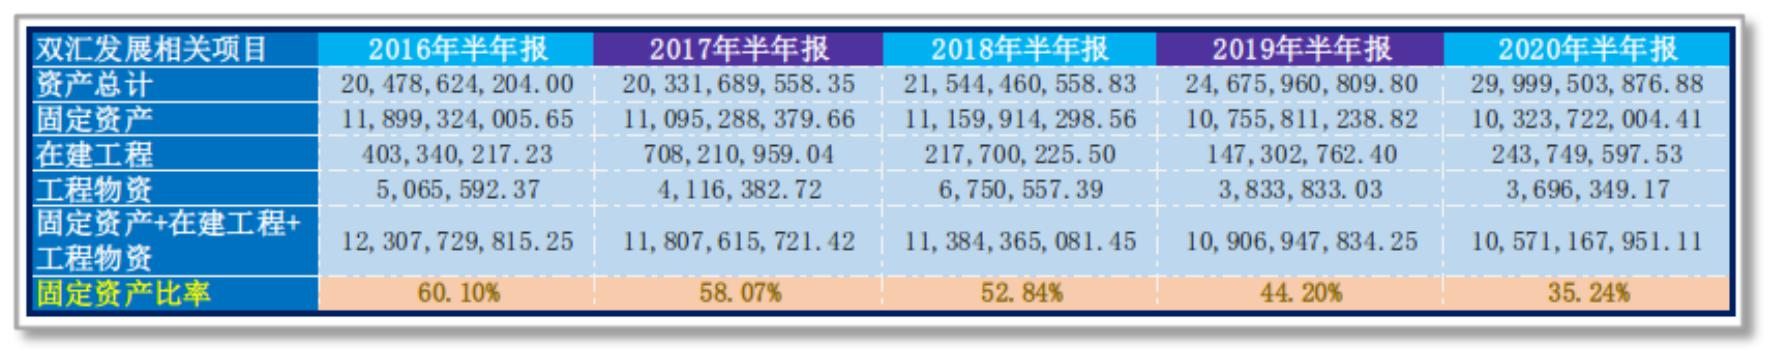 双汇发展相关项目 2016年半年报 2017年半年报 2018年半年报 2019年半年报 2020年半年报
资产总计 20,478,624,204.00 20,331,689,558.35 21,544,460,558.83 24,675,960,809.80 29,999,503,876.88
固定资产 11,899,324,005.65 11,095,288,379.66 11,159,914,298.56 10,755,811,238.82 10,323,722,004.41
在建工程 403,340,217.23 708,210,959.04 217,700,225.50 147,302,762.40 243,749,597.53
工程物资 5,065,592.37 4,116,382.72 6,750,557.39 3,833,833.03 3,696,349.17
固定资产+在建工程+
工程物资 12,307,729,815.25 11,807,615,721.42 11,384,365,081.45 10,906,947,834.25 10,571,167,951.11
固定资产比率 60.10% 58.07% 52.84% 44.20% 35.24%